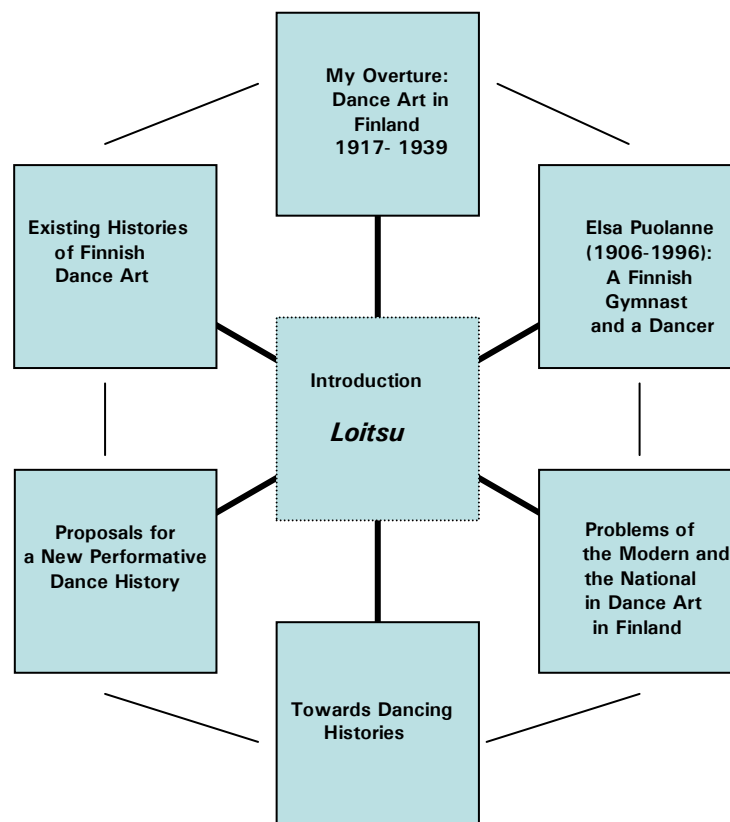 My Overture:
Dance Art in
Finland
1917- 1939
Existing Histories
of Finnish
Dance Art
Elsa Puolanne
(1906-1996):
A Finnish
Gymnast
and a Dancer
Introduction
Loitsu
Proposals for
a New Performative
Dance History
Problems of
the Modern and
the National
in Dance Art
in Finland
Towards Dancing
Histories